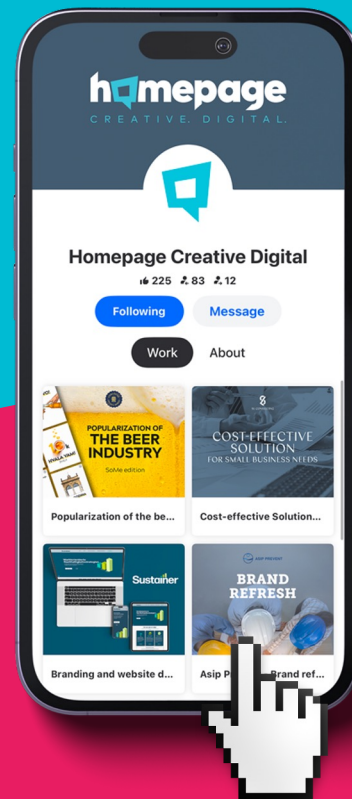 homepage
CREATIVE. DIGITAL.
Homepage Creative Digital
225 83 12
Following Message
Work About
POPULARIZATION OF
THE BEER
INDUSTRY
SoMe edition
COST-EFFECTIVE
SOLUTION
FOR SMALL BUSINESS NEEDS
Popularization of the be...
Cost-effective Solution...
Sustainer
ASIP PREVENT
BRAND
REFRESH
Branding and website d...
Asip P Brand ref...